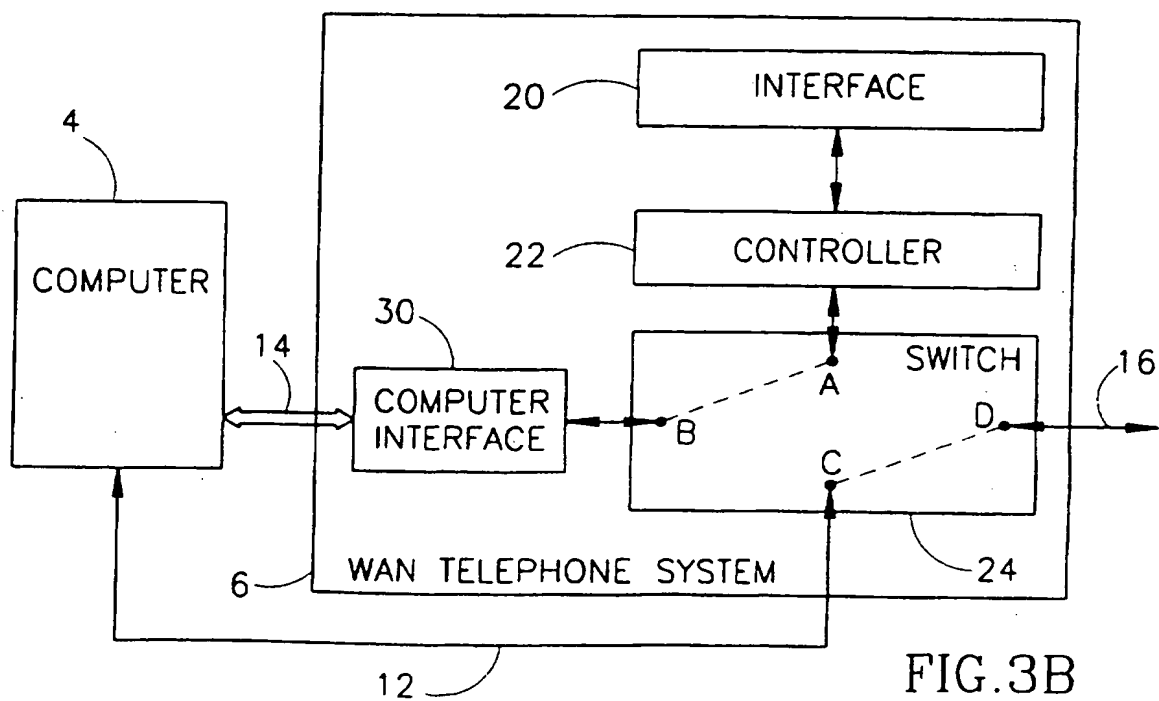 INTERFACE
20
4
CONTROLLER
22
COMPUTER
30
14
SWITCH
16
A
COMPUTER
INTERFACE
B
D
C
WAN TELEPHONE SYSTEM
6
24
12
FIG.3B